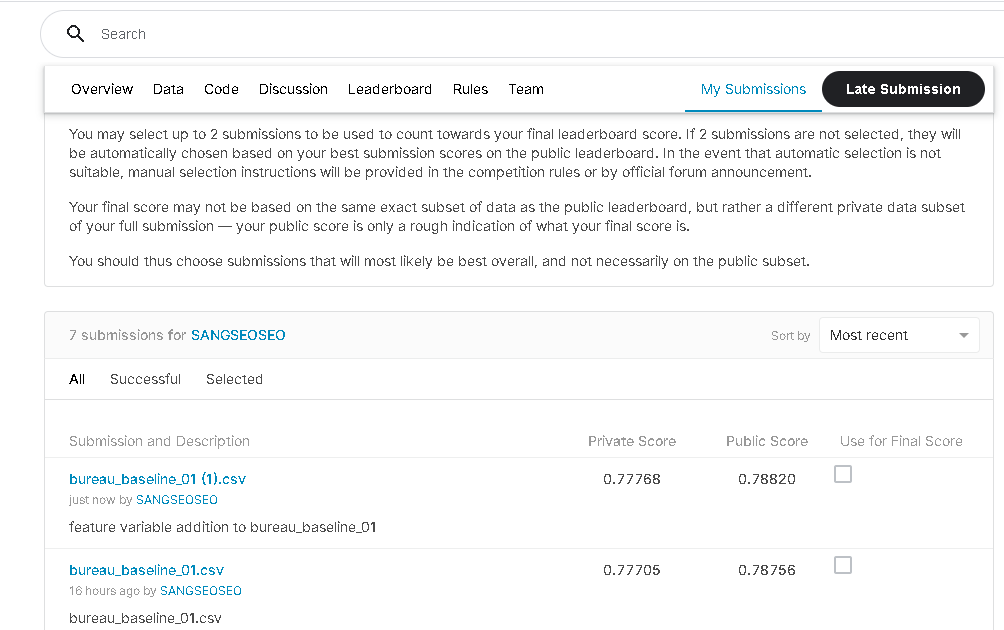 Search
Overview Data Code Discussion Leaderboard Rules Team My Submissions Late Submission
You may select up to 2 submissions to be used to count towards your final leaderboard score. If 2 submissions are not selected, they will
be automatically chosen based on your best submission scores on the public leaderboard. In the event that automatic selection is not
suitable, manual selection instructions will be provided in the competition rules or by official forum announcement.
Your final score may not be based on the same exact subset of data as the public leaderboard, but rather a different private data subset
of your full submission — your public score is only a rough indication of what your final score is.
You should thus choose submissions that will most likely be best overall, and not necessarily on the public subset.
7 submissions for SANGSEOSEO Sort by Most recent
All Successful Selected
Submission and Description Private Score Public Score Use for Final Score
bureau_baseline_01 (1).csv 0.77768 0.78820
just now by SANGSEOSEO
feature variable addition to bureau_baseline_01
bureau_baseline_01.csv 0.77705 0.78756
16 hours ago by SANGSEOSEO
bureau_baseline_01.csv